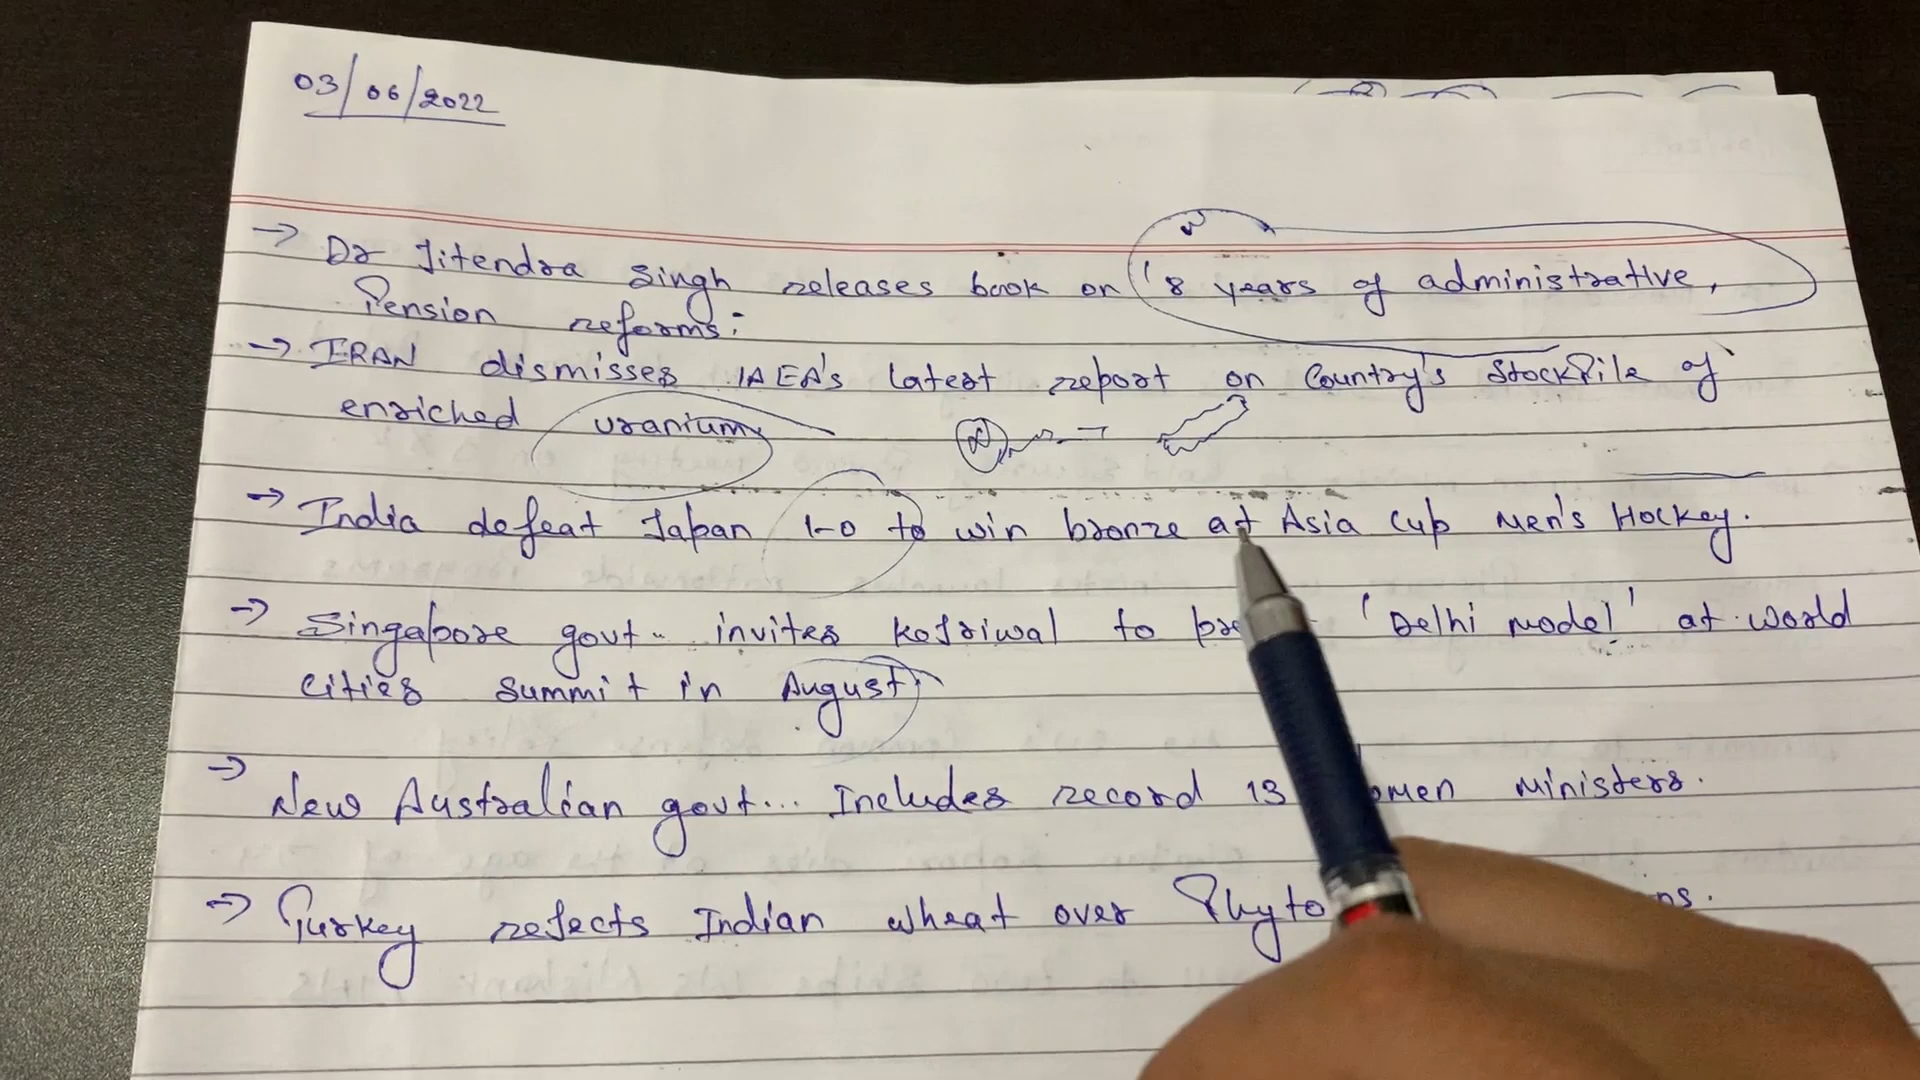 03/06/2022
→ Dr Jitendra Singh releases book on '8 years of administrative,
Pension reforms:
→ IRAN dismisses IAEA's latest report on Country's StockPile of
enriched uranium
→ India defeat Japan 1-0 to win bronze at Asia Cup Men's Hockey.
→ Singapore govt. invites Kejriwal to 'Delhi model' at world
cities summit in August
→ New Australian govt... Includes record 13 ministers.
→ Turkey rejects Indian wheat over